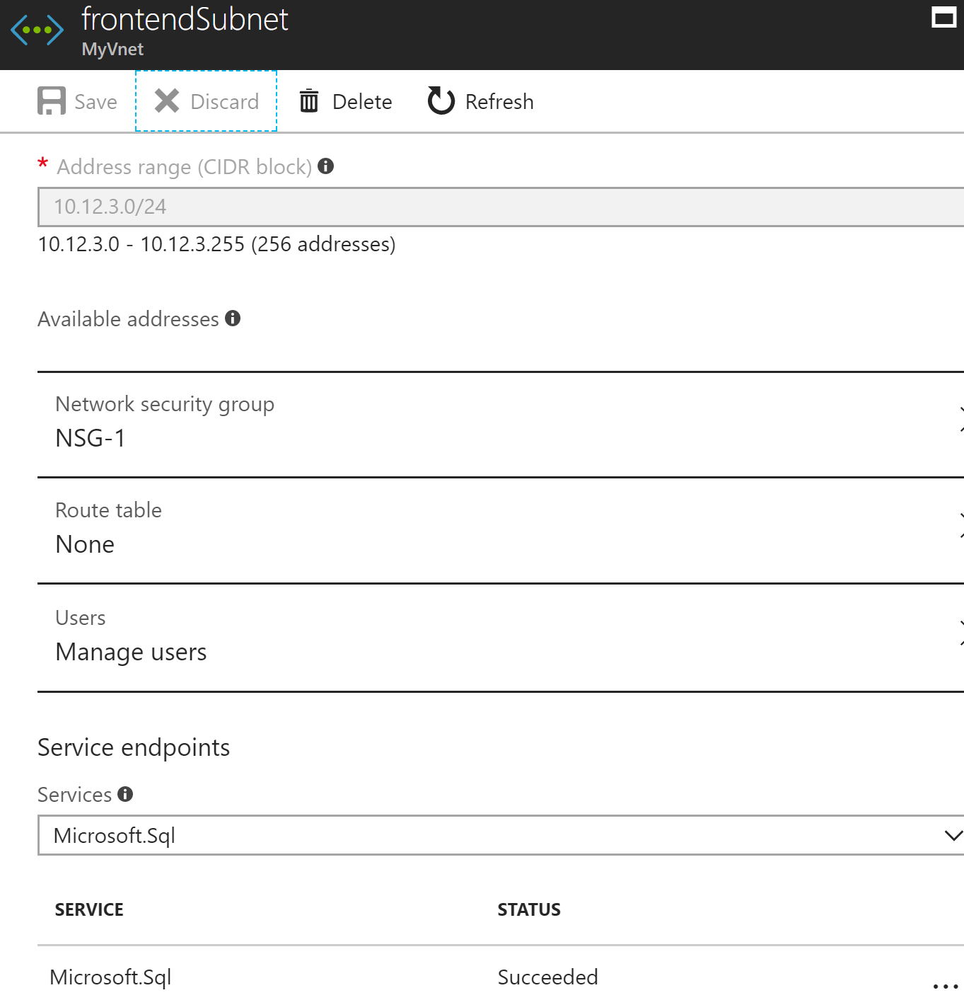 frontendSubnet
MyVnet
Save Discard Delete Refresh
* Address range (CIDR block)
10.12.3.0/24
10.12.3.0 - 10.12.3.255 (256 addresses)
Available addresses
Network security group
NSG-1
Route table
None
Users
Manage users
Service endpoints
Services
Microsoft.Sql
SERVICE STATUS
Microsoft.Sql Succeeded